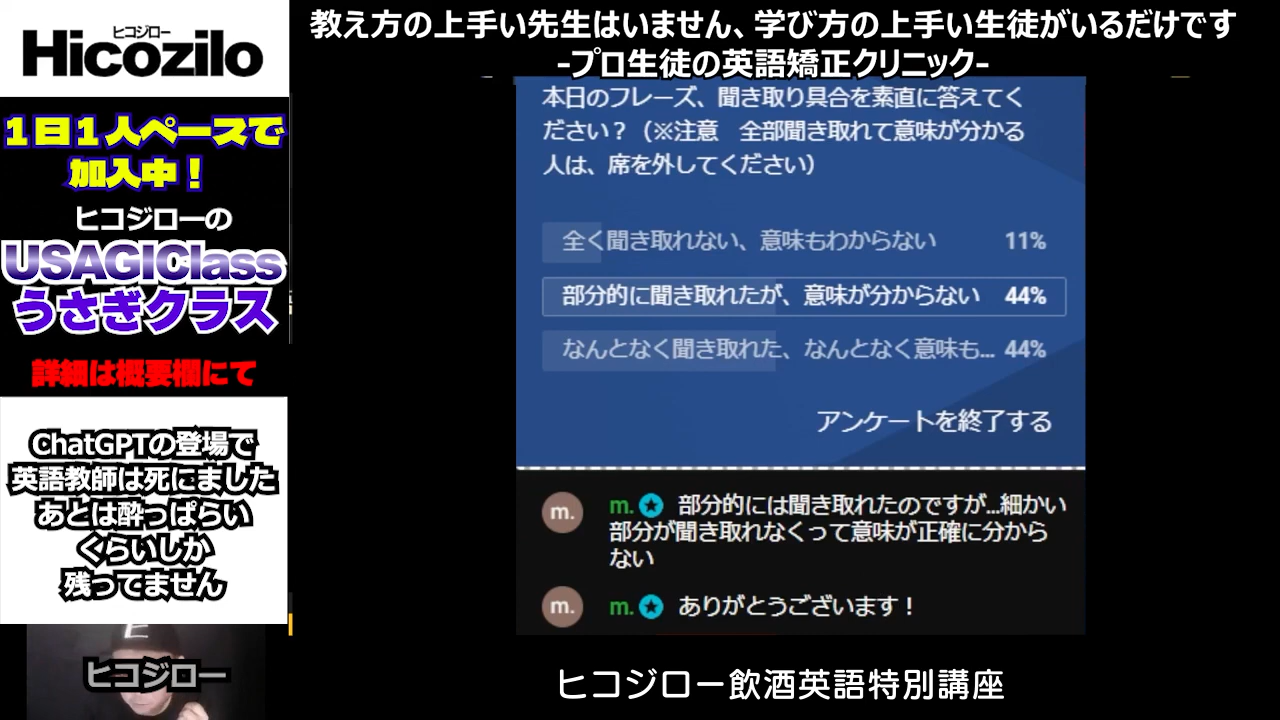 ヒコジロー
Hicozilo
教え方の上手い先生はいません、学び方の上手い生徒がいるだけです
-プロ生徒の英語矯正クリニック-
１日１人ペースで
加入中！
ヒコジローの
USAGIClass
うさぎクラス
詳細は概要欄にて
ChatGPTの登場で
英語教師は死にました
あとは酔っぱらい
くらいしか
残ってません
ヒコジロー
本日のフレーズ、聞き取り具合を素直に答えてく
ださい？（※注意　全部聞き取れて意味が分かる
人は、席を外してください）
全く聞き取れない、意味もわからない 11%
部分的に聞き取れたが、意味が分からない 44%
なんとなく聞き取れた、なんとなく意味も... 44%
アンケートを終了する
m. m. 部分的には聞き取れたのですが...細かい
部分が聞き取れなくって意味が正確に分から
ない
m. m. ありがとうございます！
ヒコジロー飲酒英語特別講座